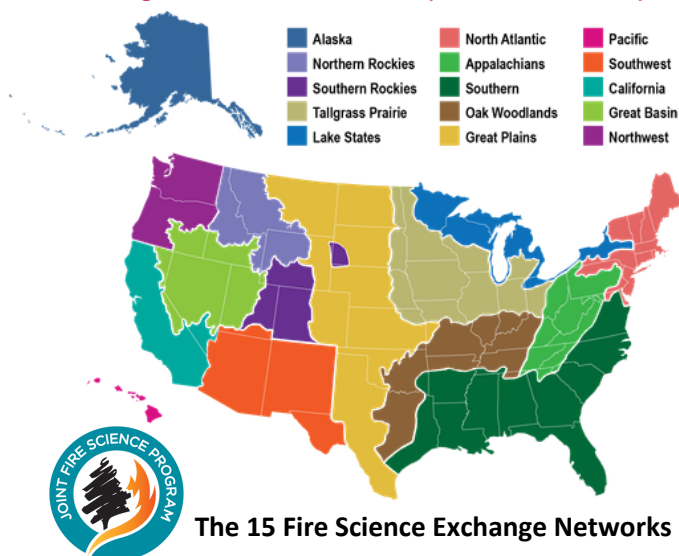 Alaska
Northern Rockies
Southern Rockies
Tallgrass Prairie
Lake States
North Atlantic
Appalachians
Southern
Oak Woodlands
Great Plains
Pacific
Southwest
California
Great Basin
Northwest
JOINT FIRE SCIENCE PROGRAM
The 15 Fire Science Exchange Networks